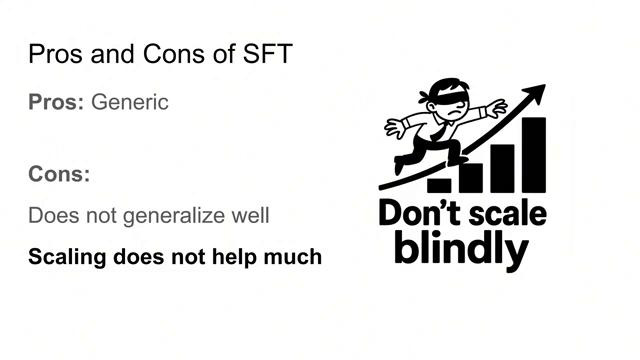 Pros and Cons of SFT
Pros: Generic
Cons:
Does not generalize well
Scaling does not help much
Don't scale
blindly